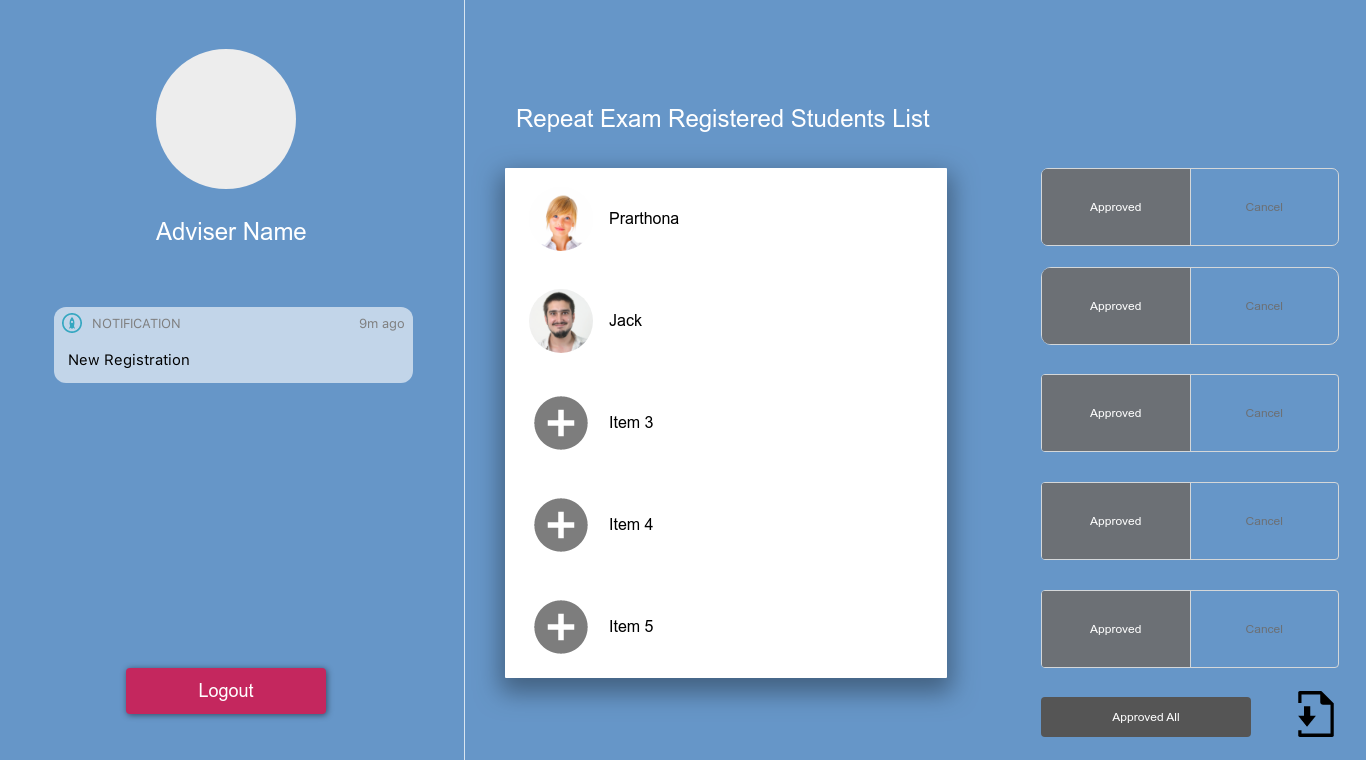 Adviser Name
NOTIFICATION 9m ago
New Registration
Logout
Repeat Exam Registered Students List
Prarthona
Jack
Item 3
Item 4
Item 5
Approved Cancel
Approved Cancel
Approved Cancel
Approved Cancel
Approved Cancel
Approved All